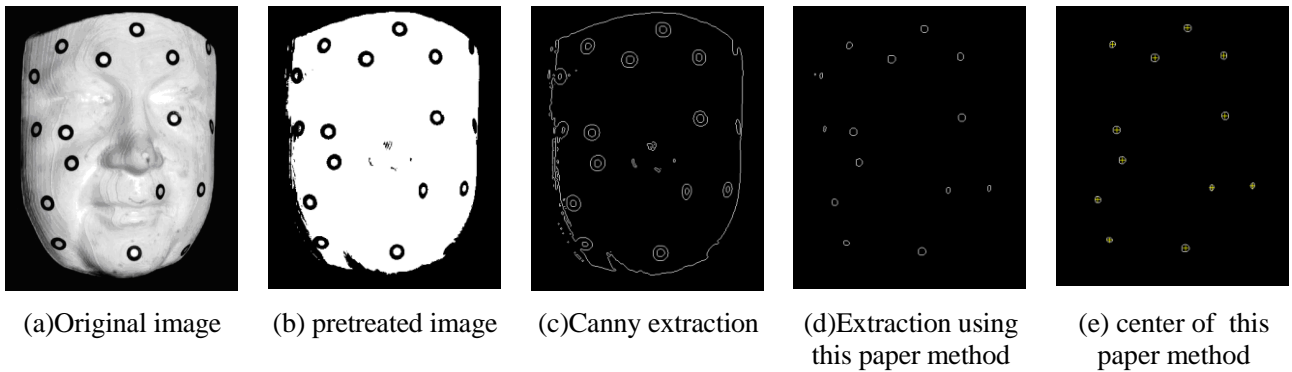 (a)Original image
(b) pretreated image
(c)Canny extraction
(d)Extraction using
this paper method
(e) center of this
paper method